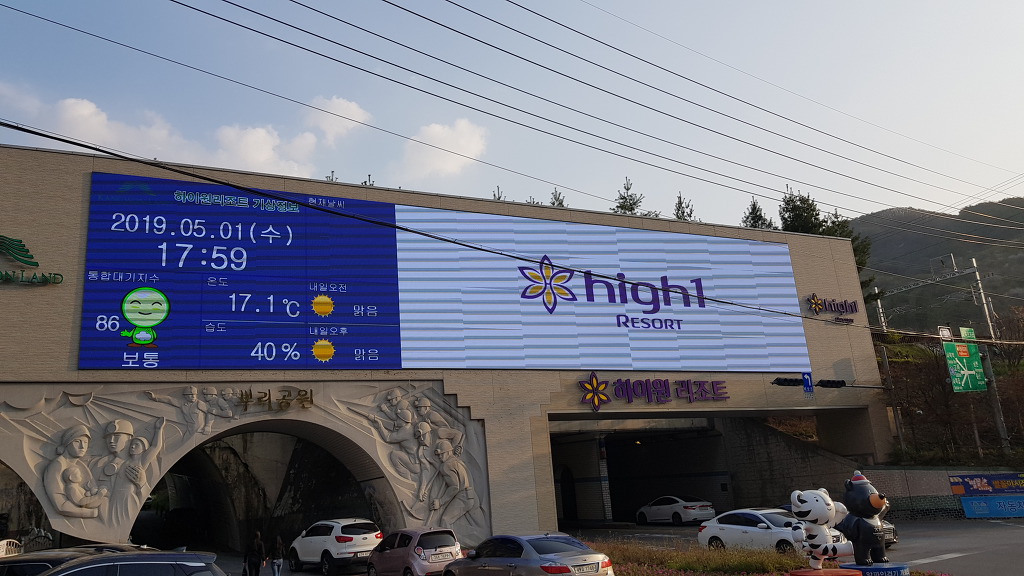 하이원리조트 기상정보
현재날씨
2019.05.01(수)
17:59
통합대기지수
86
보통
온도
17.1℃
습도
40 %
내일오전
맑음
내일오후
맑음
high1
RESORT
high1
하이원 리조트
뿌리공원